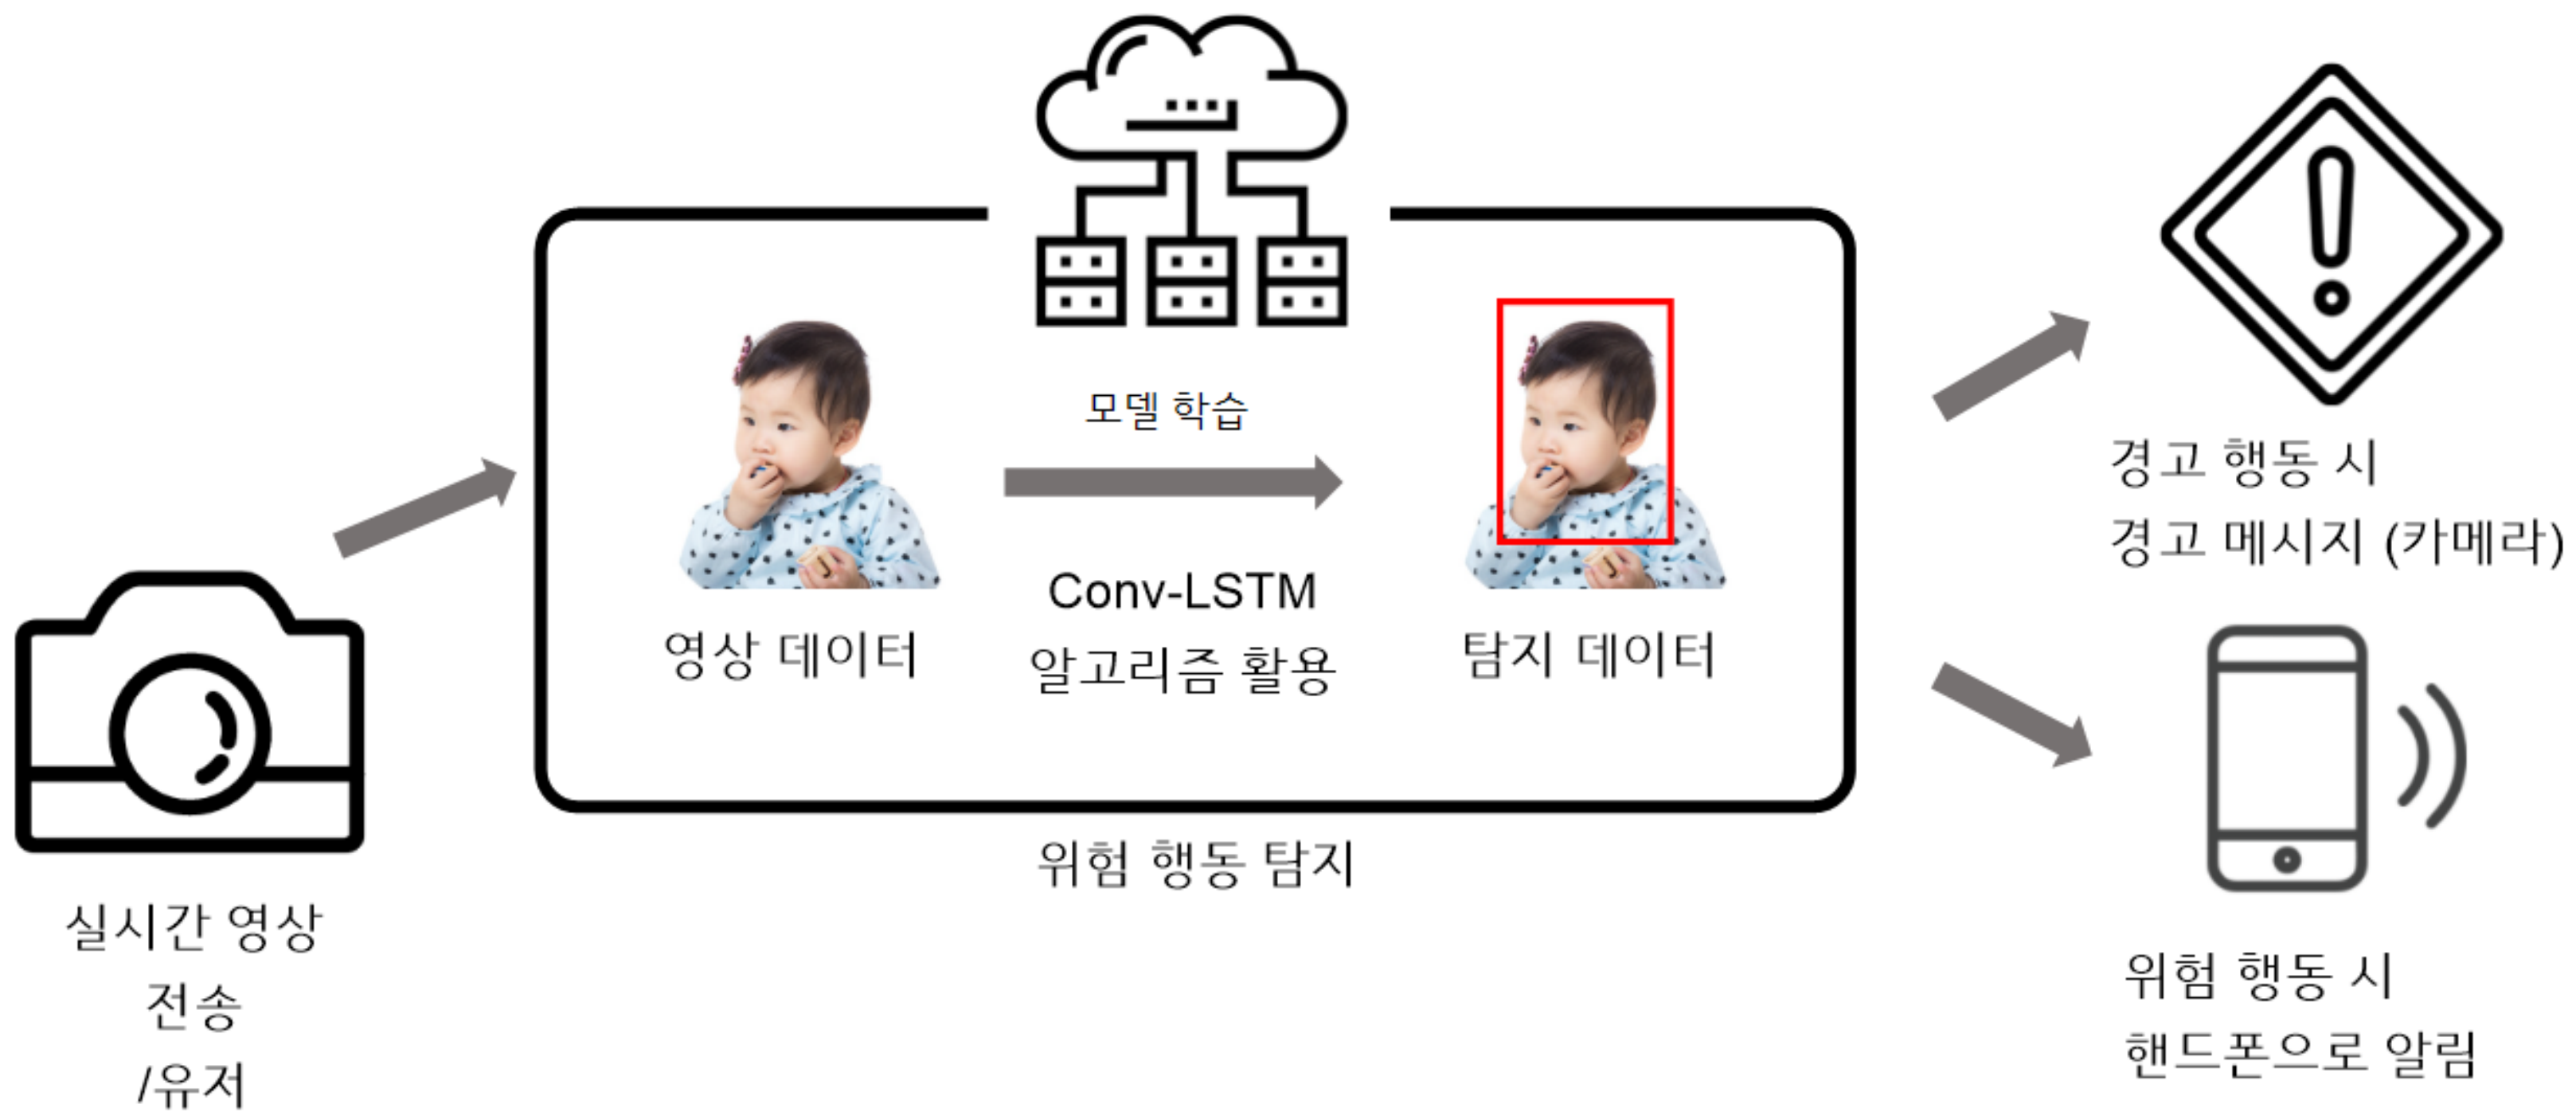 실시간 영상
전송
/유저
모델 학습
Conv-LSTM
알고리즘 활용
영상 데이터
탐지 데이터
위험 행동 탐지
경고 행동 시
경고 메시지 (카메라)
위험 행동 시
핸드폰으로 알림